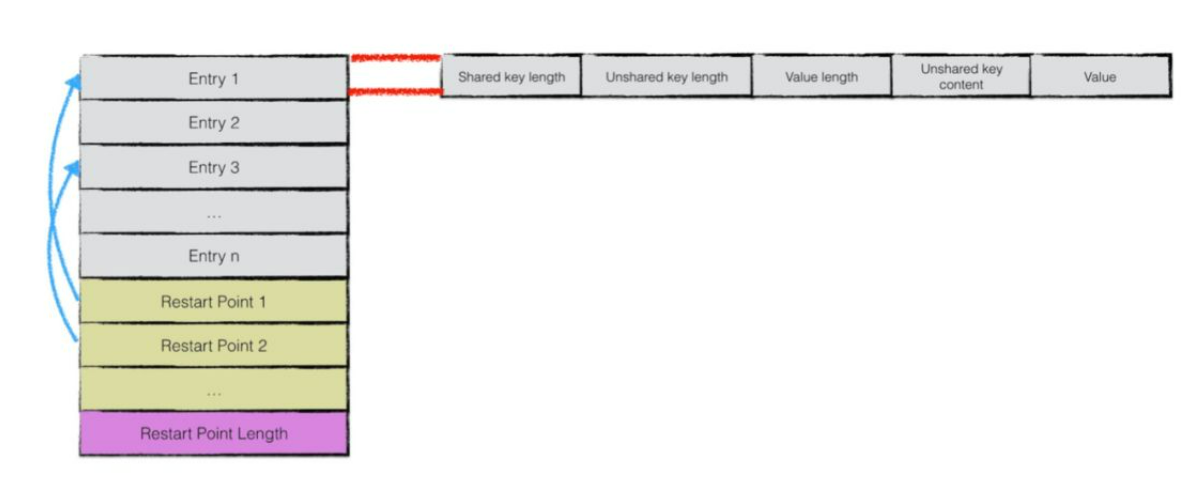 Entry 1
Shared key length
Unshared key length
Value length
Unshared key
content
Value
Entry 2
Entry 3
...
Entry n
Restart Point 1
Restart Point 2
...
Restart Point Length